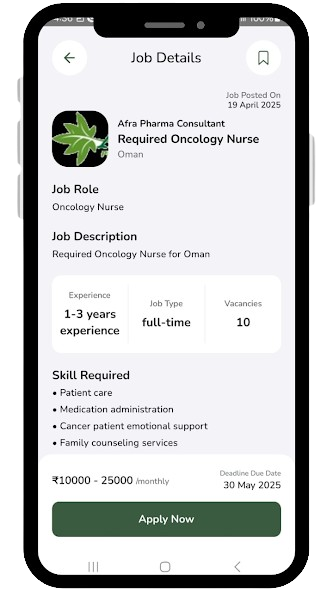 4:36
100%
Job Details
Job Posted On
19 April 2025
Afra Pharma Consultant
Required Oncology Nurse
Oman
Job Role
Oncology Nurse
Job Description
Required Oncology Nurse for Oman
Experience
1-3 years
experience
Job Type
full-time
Vacancies
10
Skill Required
• Patient care
• Medication administration
• Cancer patient emotional support
• Family counseling services
₹10000 - 25000 /monthly
Deadline Due Date
30 May 2025
Apply Now